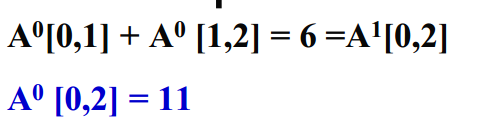 A⁰[0,1] + A⁰ [1,2] = 6 =A¹[0,2]
A⁰ [0,2] = 11